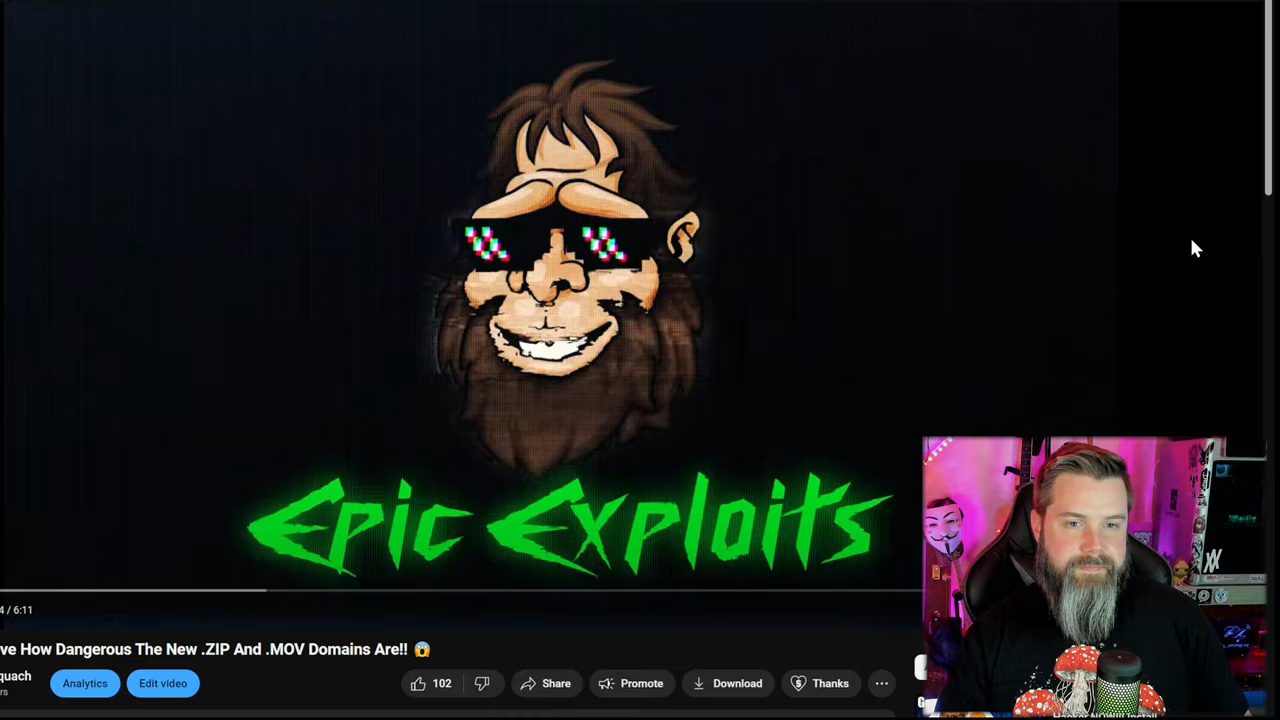 Epic Exploits
4 / 6:11
ve How Dangerous The New .ZIP And .MOV Domains Are!! 😱
quach
rs
Analytics
Edit video
102
Share
Promote
Download
Thanks